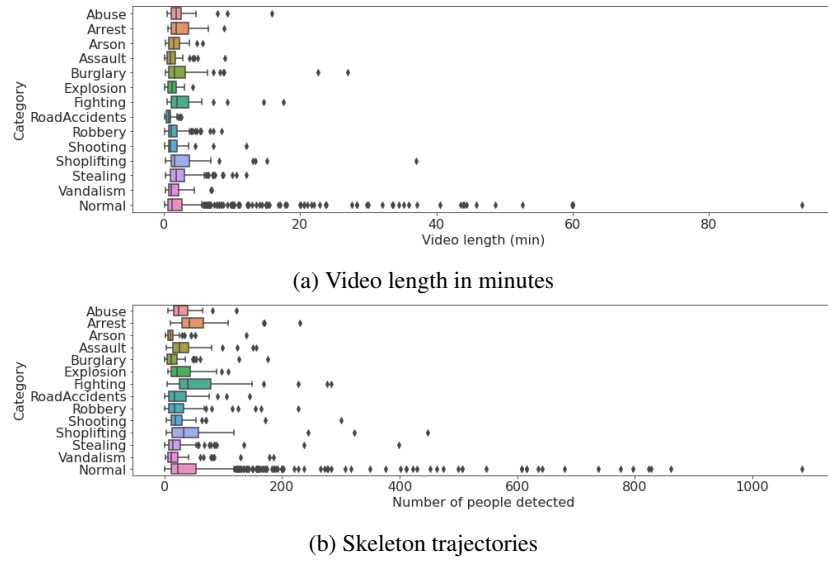 Abuse
Arrest
Arson
Assault
Burglary
Explosion
Fighting
RoadAccidents
Robbery
Shooting
Shoplifting
Stealing
Vandalism
Normal
Category
0 20 40 60 80
Video length (min)
(a) Video length in minutes
Abuse
Arrest
Arson
Assault
Burglary
Explosion
Fighting
RoadAccidents
Robbery
Shooting
Shoplifting
Stealing
Vandalism
Normal
Category
0 200 400 600 800 1000
Number of people detected
(b) Skeleton trajectories